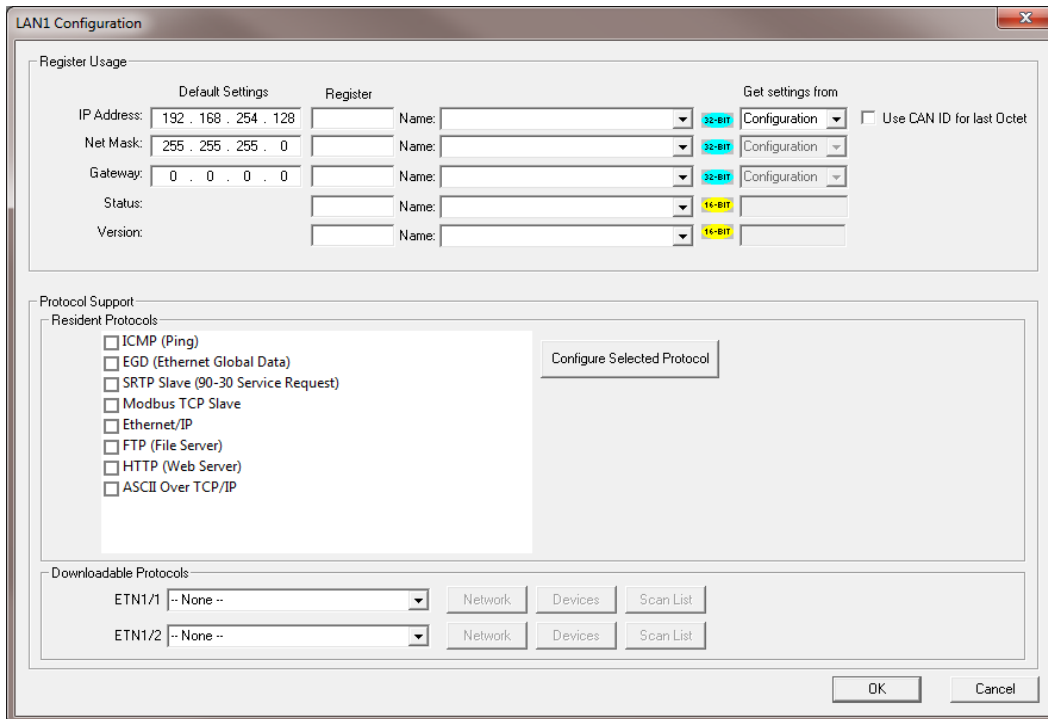 LAN1 Configuration
Register Usage
Default Settings Register Get settings from
IP Address: 192 . 168 . 254 . 128 Name: 32-BIT Configuration Use CAN ID for last Octet
Net Mask: 255 . 255 . 255 . 0 Name: 32-BIT Configuration
Gateway: 0 . 0 . 0 . 0 Name: 32-BIT Configuration
Status: Name: 16-BIT
Version: Name: 16-BIT
Protocol Support
Resident Protocols
ICMP (Ping)
EGD (Ethernet Global Data)
SRTP Slave (90-30 Service Request)
Modbus TCP Slave
Ethernet/IP
FTP (File Server)
HTTP (Web Server)
ASCII Over TCP/IP
Configure Selected Protocol
Downloadable Protocols
ETN1/1 -- None -- Network Devices Scan List
ETN1/2 -- None -- Network Devices Scan List
OK Cancel